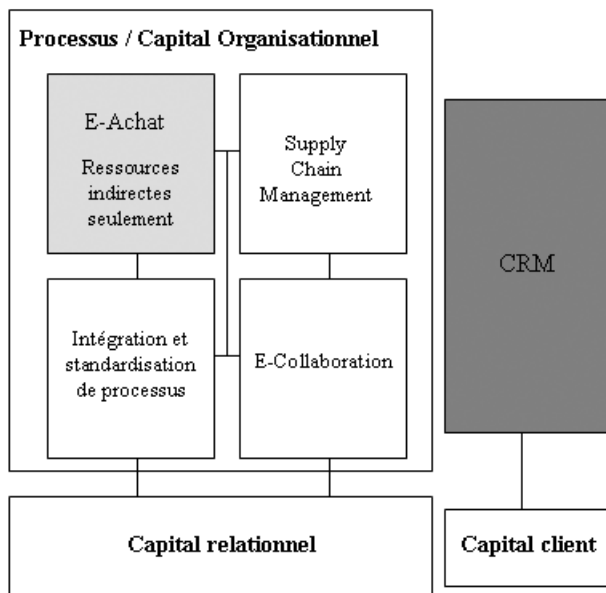 Processus / Capital Organisationnel
E-Achat
Ressources
indirectes
seulement
Supply
Chain
Management
CRM
Intégration et
standardisation
de processus
E-Collaboration
Capital relationnel
Capital client